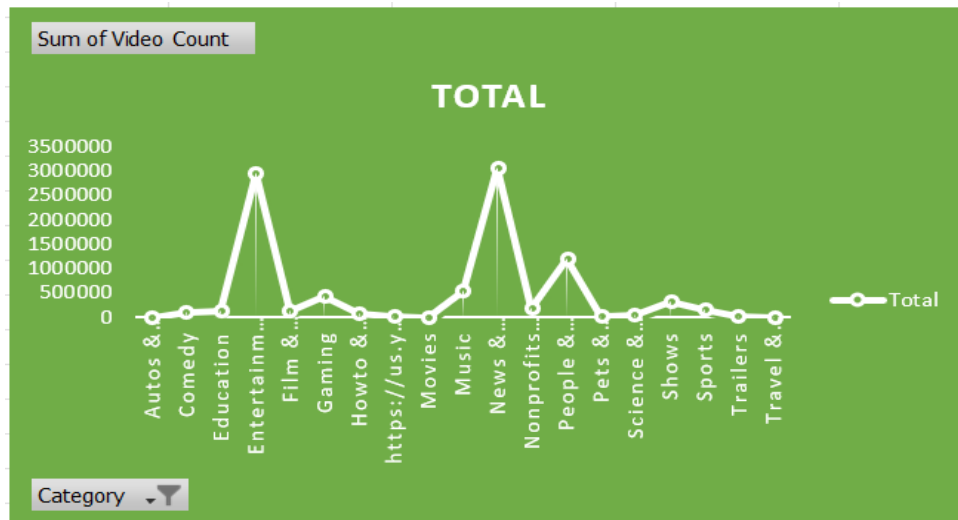 Sum of Video Count
TOTAL
3500000
3000000
2500000
2000000
1500000
1000000
500000
0
Autos &...
Comedy
Education
Entertainm...
Film &...
Gaming
Howto &...
https://us.y...
Movies
Music
News &...
Nonprofits...
People &...
Pets &...
Science &...
Shows
Sports
Trailers
Travel &...
Total
Category